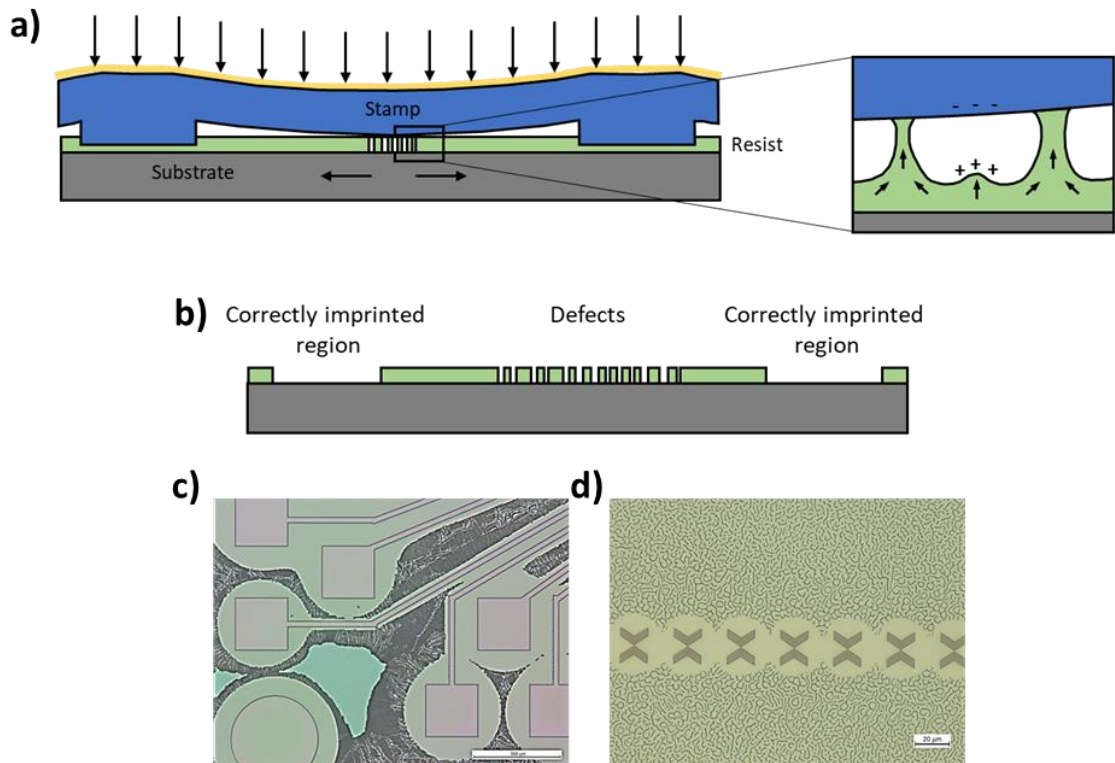 a)
Stamp
Resist
Substrate
- - -
+ + +
b)
Correctly imprinted
region
Defects
Correctly imprinted
region
c)
d)
20 µm